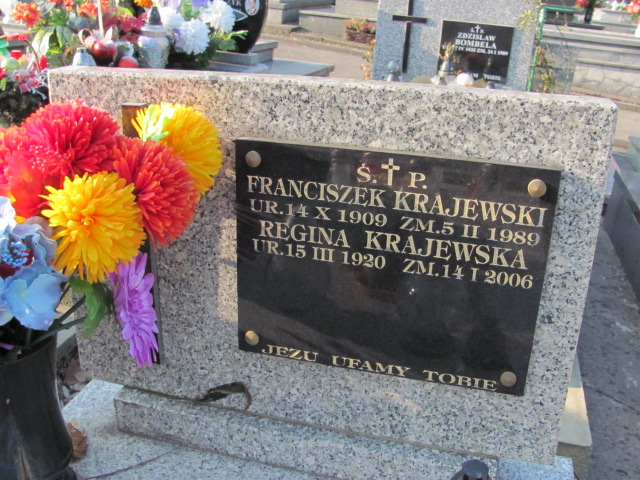 Ś. † P.
ZDZISŁAW
BOMBELA
TOBIE
Ś. † P.
FRANCISZEK KRAJEWSKI
UR. 14 X 1909 ZM. 5 II 1989
REGINA KRAJEWSKA
UR. 15 III 1920 ZM. 14 I 2006
JEZU UFAMY TOBIE